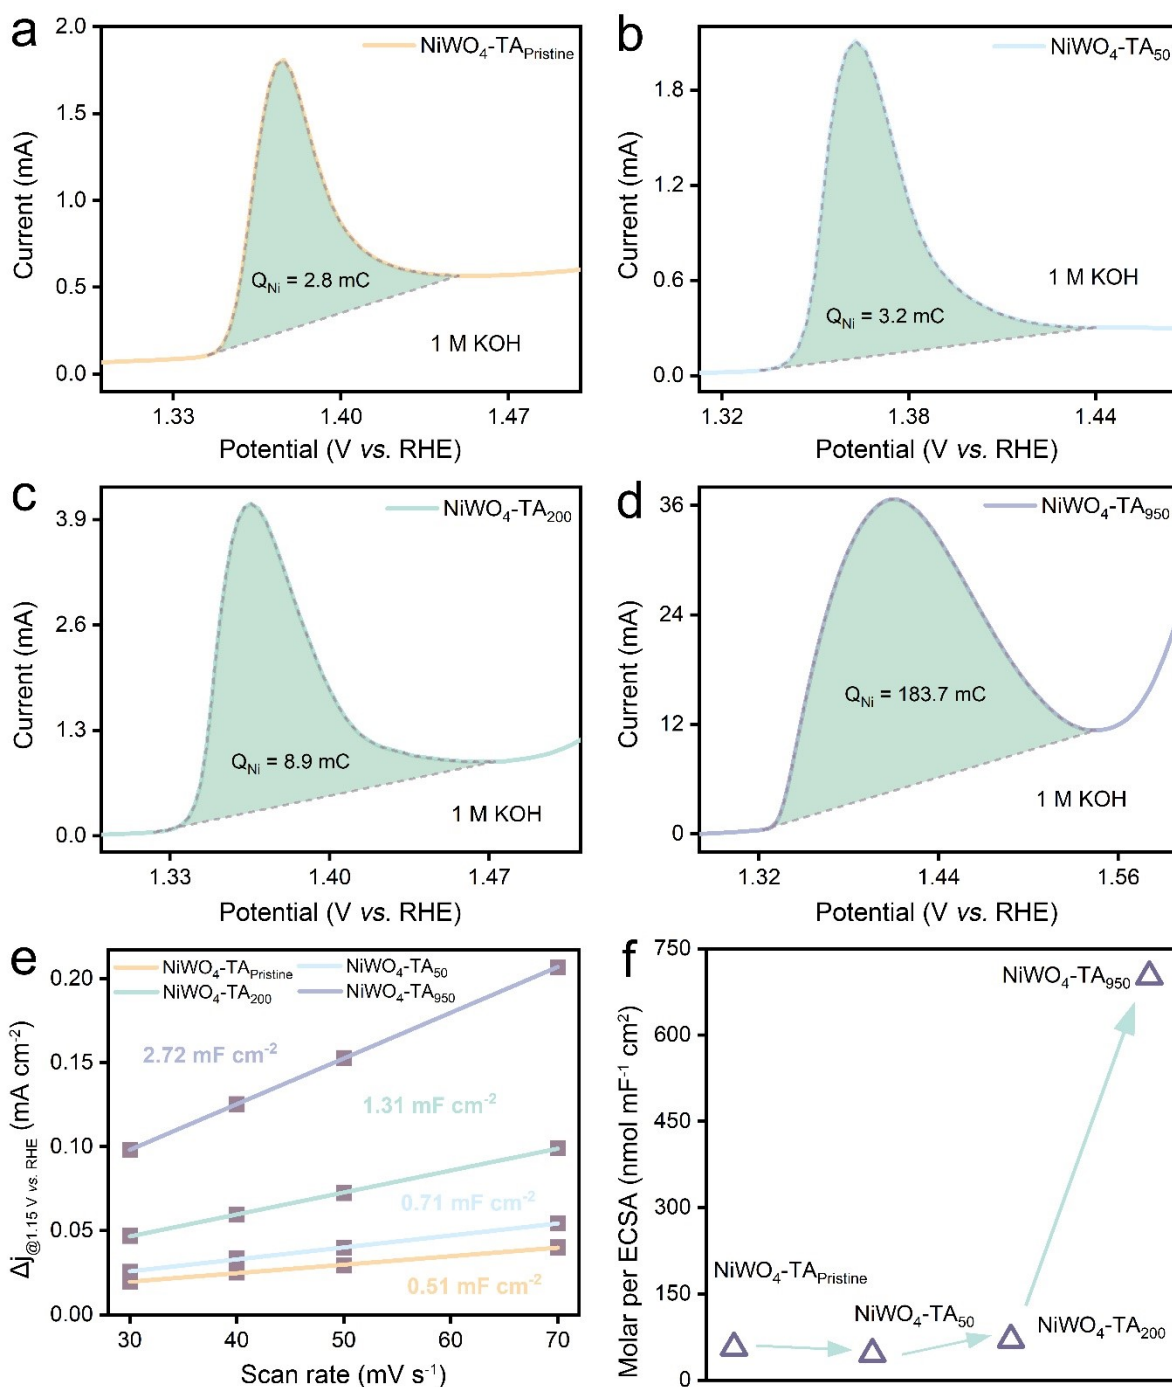 a
2.0
1.5
1.0
0.5
0.0
Current (mA)
NiWO₄-TA_Pristine
Q_Ni = 2.8 mC
1 M KOH
1.33 1.40 1.47
Potential (V vs. RHE)
b
1.8
1.2
0.6
0.0
Current (mA)
NiWO₄-TA₅₀
Q_Ni = 3.2 mC
1 M KOH
1.32 1.38 1.44
Potential (V vs. RHE)
c
3.9
2.6
1.3
0.0
Current (mA)
NiWO₄-TA₂₀₀
Q_Ni = 8.9 mC
1 M KOH
1.33 1.40 1.47
Potential (V vs. RHE)
d
36
24
12
0
Current (mA)
NiWO₄-TA₉₅₀
Q_Ni = 183.7 mC
1 M KOH
1.32 1.44 1.56
Potential (V vs. RHE)
e
0.20
0.15
0.10
0.05
0.00
Δj_@1.15 V vs. RHE (mA cm⁻²)
NiWO₄-TA_Pristine NiWO₄-TA₅₀
NiWO₄-TA₂₀₀ NiWO₄-TA₉₅₀
2.72 mF cm⁻²
1.31 mF cm⁻²
0.71 mF cm⁻²
0.51 mF cm⁻²
30 40 50 60 70
Scan rate (mV s⁻¹)
f
750
600
450
300
150
0
Molar per ECSA (nmol mF⁻¹ cm²)
NiWO₄-TA₉₅₀
NiWO₄-TA_Pristine
NiWO₄-TA₅₀
NiWO₄-TA₂₀₀